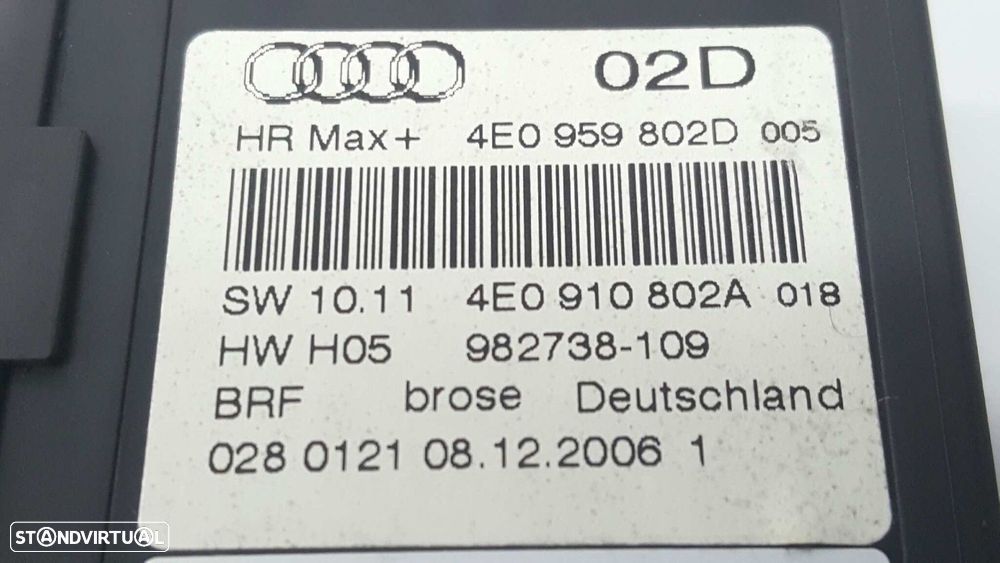 02D
HR Max+ 4E0 959 802D 005
SW 10.11 4E0 910 802A 018
HW H05 982738-109
BRF brose Deutschland
028 0121 08.12.2006 1
STANDVIRTUAL